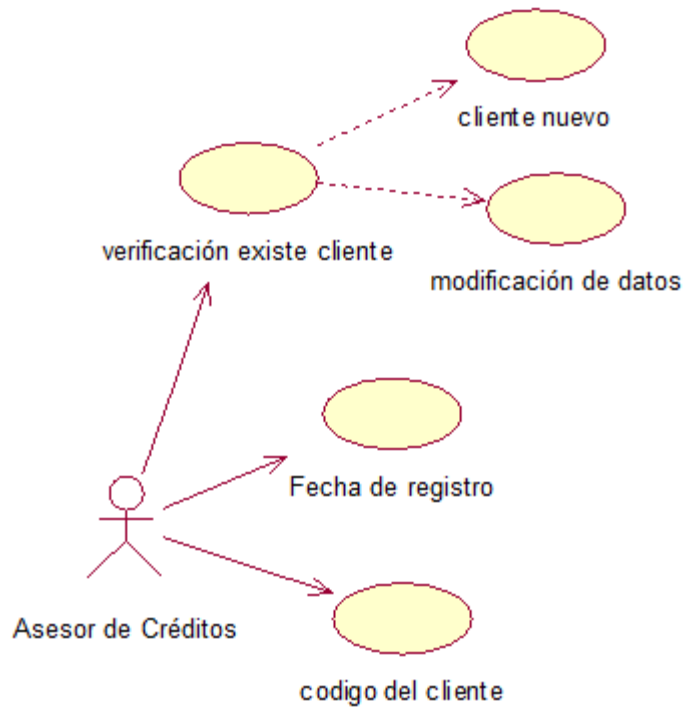 cliente nuevo
verificación existe cliente
modificación de datos
Fecha de registro
Asesor de Créditos
codigo del cliente